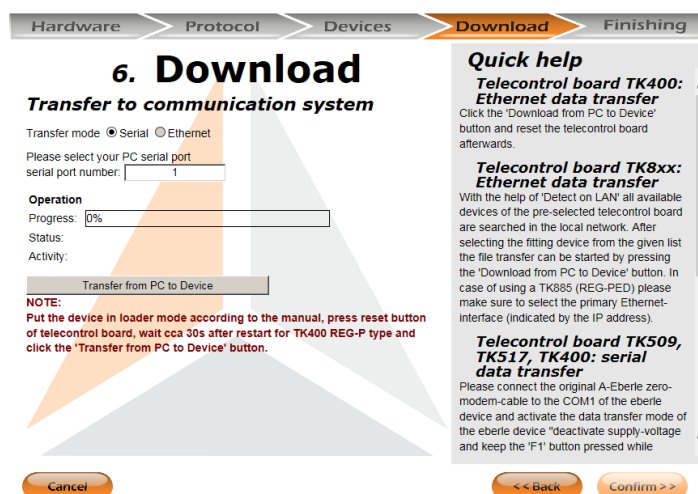 Hardware
Protocol
Devices
Download
Finishing
6. Download
Transfer to communication system
Transfer mode Serial Ethernet
Please select your PC serial port
serial port number: 1
Operation
Progress: 0%
Status:
Activity:
Transfer from PC to Device
NOTE:
Put the device in loader mode according to the manual, press reset button
of telecontrol board, wait cca 30s after restart for TK400 REG-P type and
click the 'Transfer from PC to Device' button.
Quick help
Telecontrol board TK400:
Ethernet data transfer
Click the 'Download from PC to Device'
button and reset the telecontrol board
afterwards.
Telecontrol board TK8xx:
Ethernet data transfer
With the help of 'Detect on LAN' all available
devices of the pre-selected telecontrol board
are searched in the local network. After
selecting the fitting device from the given list
the file transfer can be started by pressing
the 'Download from PC to Device' button. In
case of using a TK885 (REG-PED) please
make sure to select the primary Ethernet-
interface (indicated by the IP address).
Telecontrol board TK509,
TK517, TK400: serial
data transfer
Please connect the original A-Eberle zero-
modem-cable to the COM1 of the eberle
device and activate the data transfer mode of
the eberle device "deactivate supply-voltage
and keep the 'F1' button pressed while
Cancel
<< Back
Confirm >>